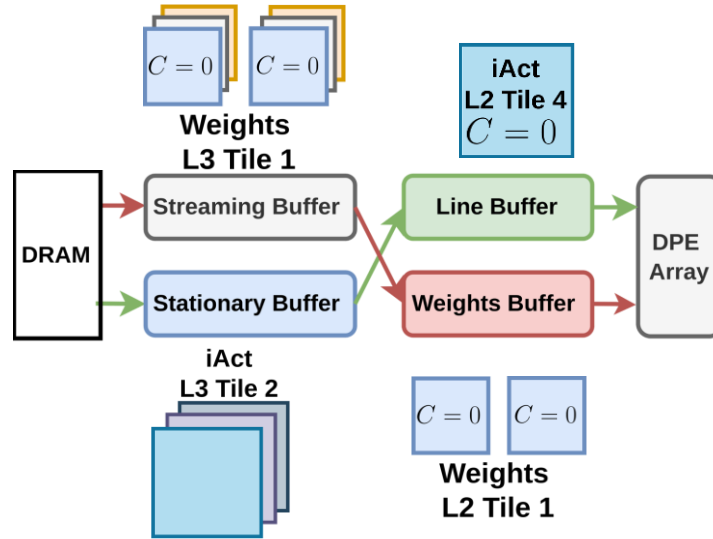 C = 0
C = 0
Weights
L3 Tile 1
iAct
L2 Tile 4
C = 0
DRAM
Streaming Buffer
Line Buffer
DPE
Array
Stationary Buffer
Weights Buffer
iAct
L3 Tile 2
C = 0
C = 0
Weights
L2 Tile 1